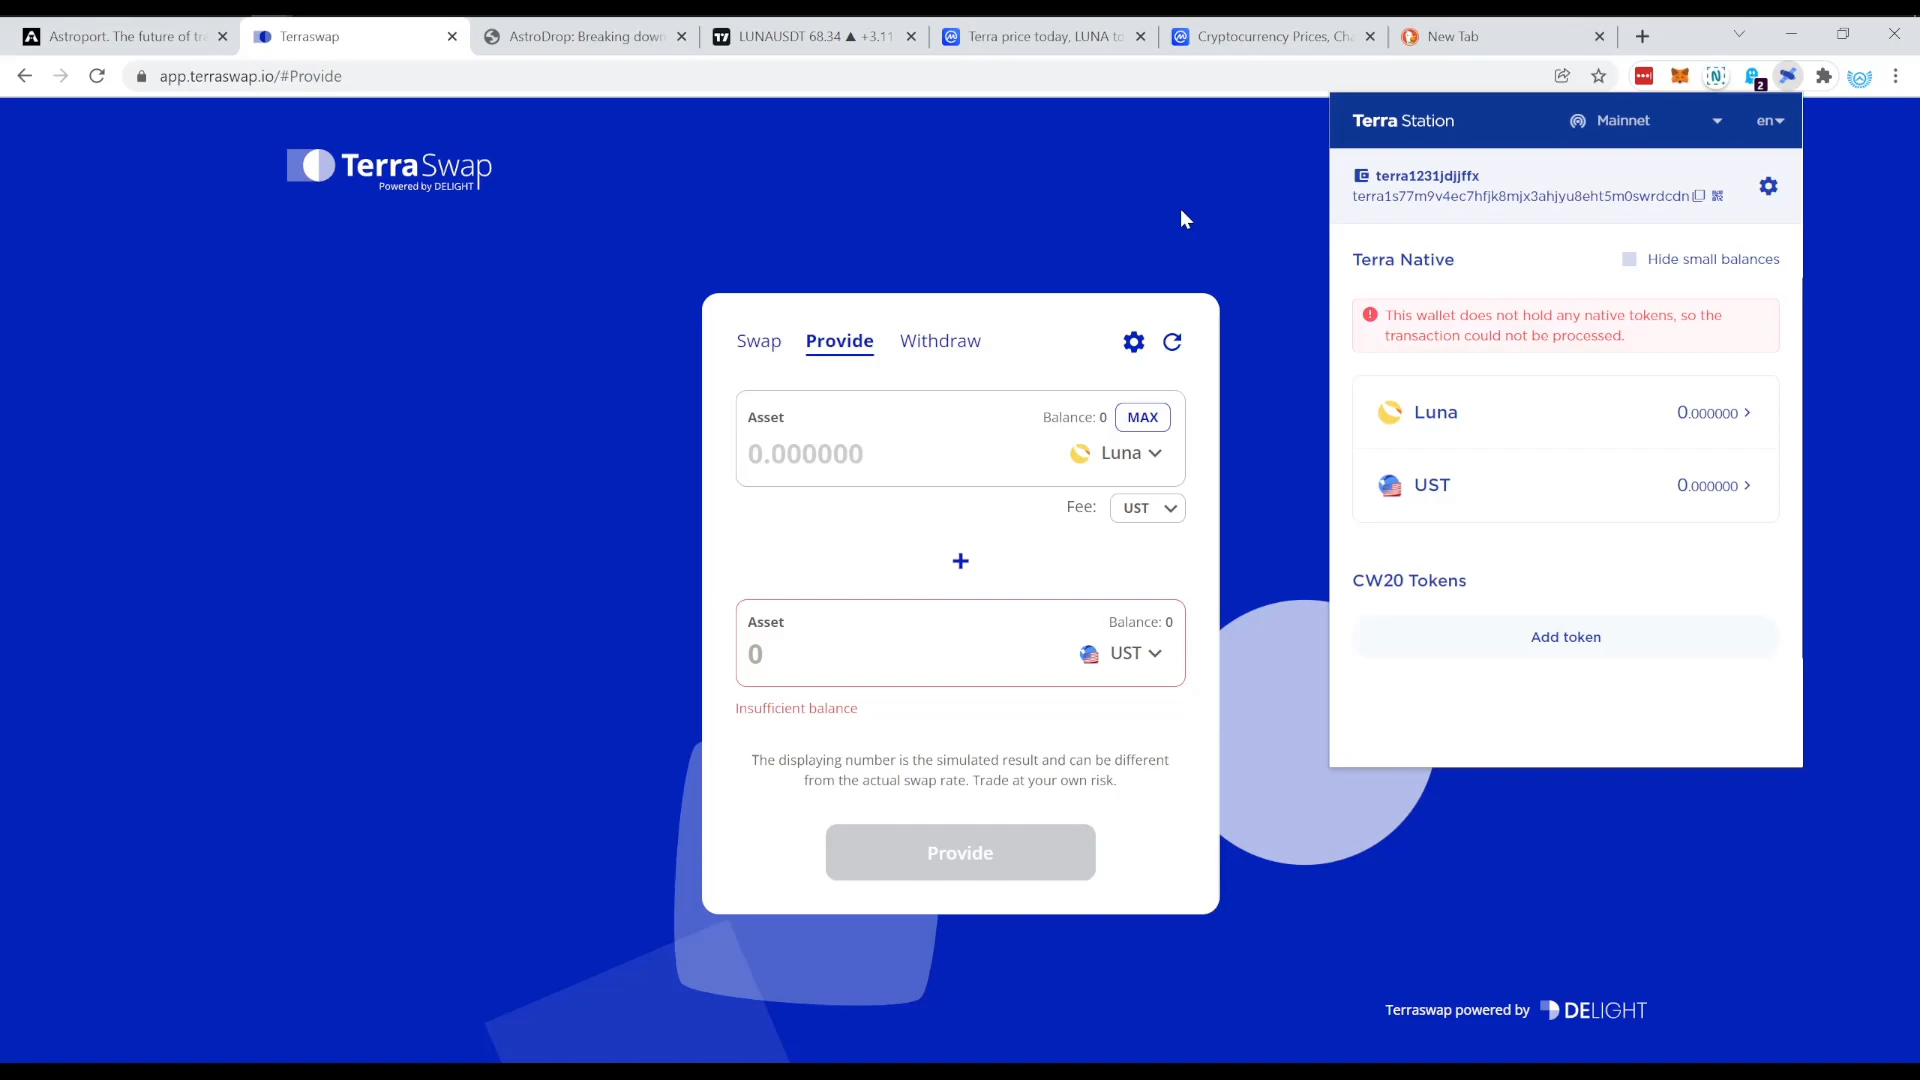 Astroport. The future of tra
Terraswap
AstroDrop: Breaking down
LUNAUSDT 68.34 ▲ +3.11
Terra price today, LUNA to
Cryptocurrency Prices, Cha
New Tab
app.terraswap.io/#Provide
2
Terra Station
Mainnet
en
terra1231jdjjffx
terra1s77m9v4ec7hfjk8mjx3ahjyu8eht5m0swrdcdn
Terra Native
Hide small balances
This wallet does not hold any native tokens, so the
transaction could not be processed.
Luna 0.000000
UST 0.000000
CW20 Tokens
Add token
TerraSwap
Powered by DELIGHT
Swap Provide Withdraw
Asset Balance: 0 MAX
0.000000 Luna
Fee: UST
+
Asset Balance: 0
0 UST
Insufficient balance
The displaying number is the simulated result and can be different
from the actual swap rate. Trade at your own risk.
Provide
Terraswap powered by DELIGHT